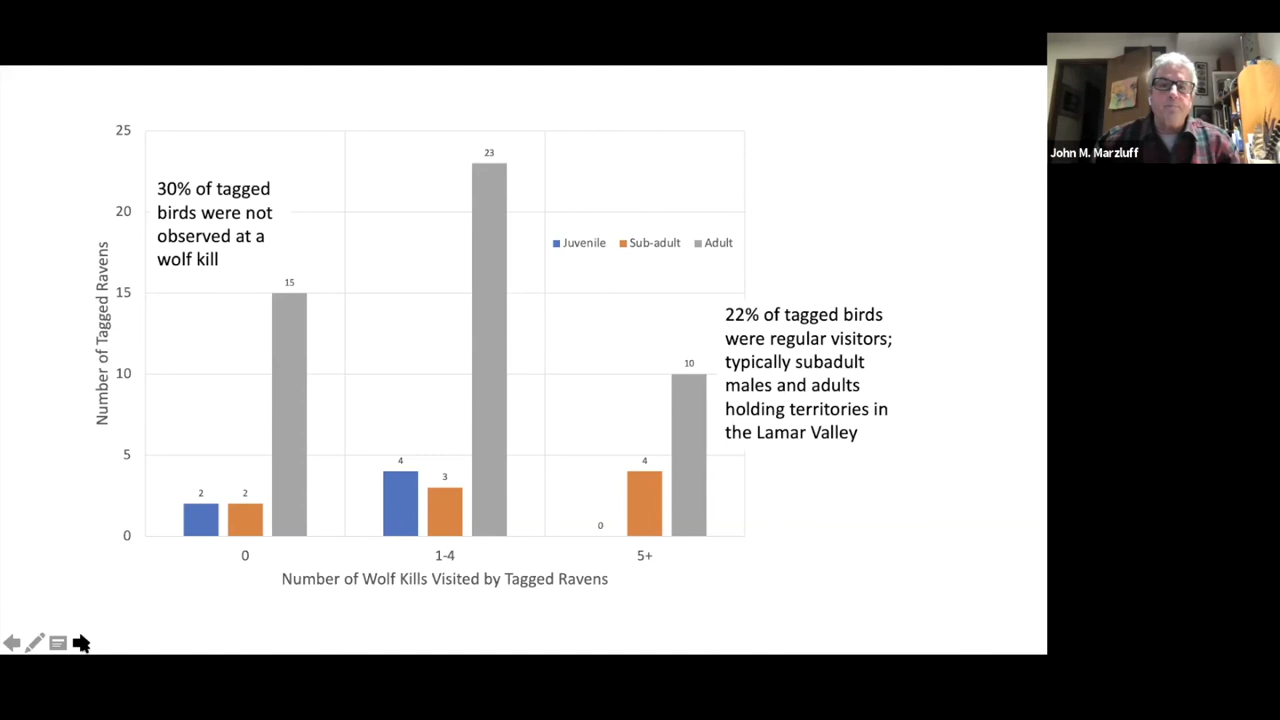 John M. Marzluff
25
20
15
10
5
0
Number of Tagged Ravens
30% of tagged
birds were not
observed at a
wolf kill
2
2
15
4
3
23
0
4
10
Juvenile
Sub-adult
Adult
22% of tagged birds
were regular visitors;
typically subadult
males and adults
holding territories in
the Lamar Valley
0
1-4
5+
Number of Wolf Kills Visited by Tagged Ravens